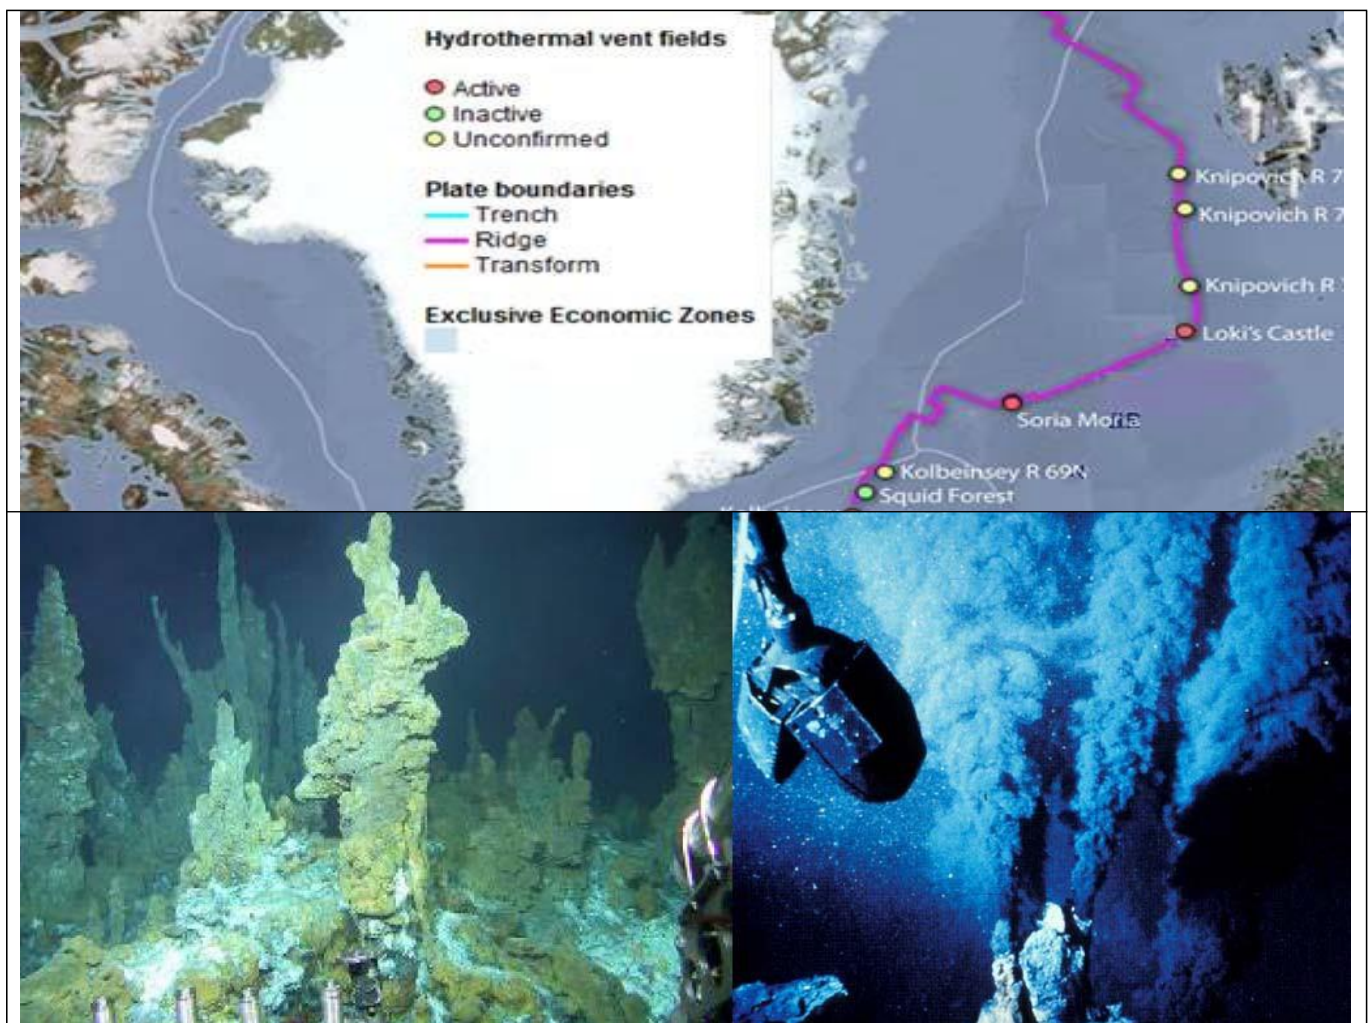 Hydrothermal vent fields
Active
Inactive
Unconfirmed
Plate boundaries
Trench
Ridge
Transform
Exclusive Economic Zones
Knipovich R 7
Knipovich R 7
Knipovich R
Loki's Castle
Soria Moria
Kolbeinsey R 69N
Squid Forest